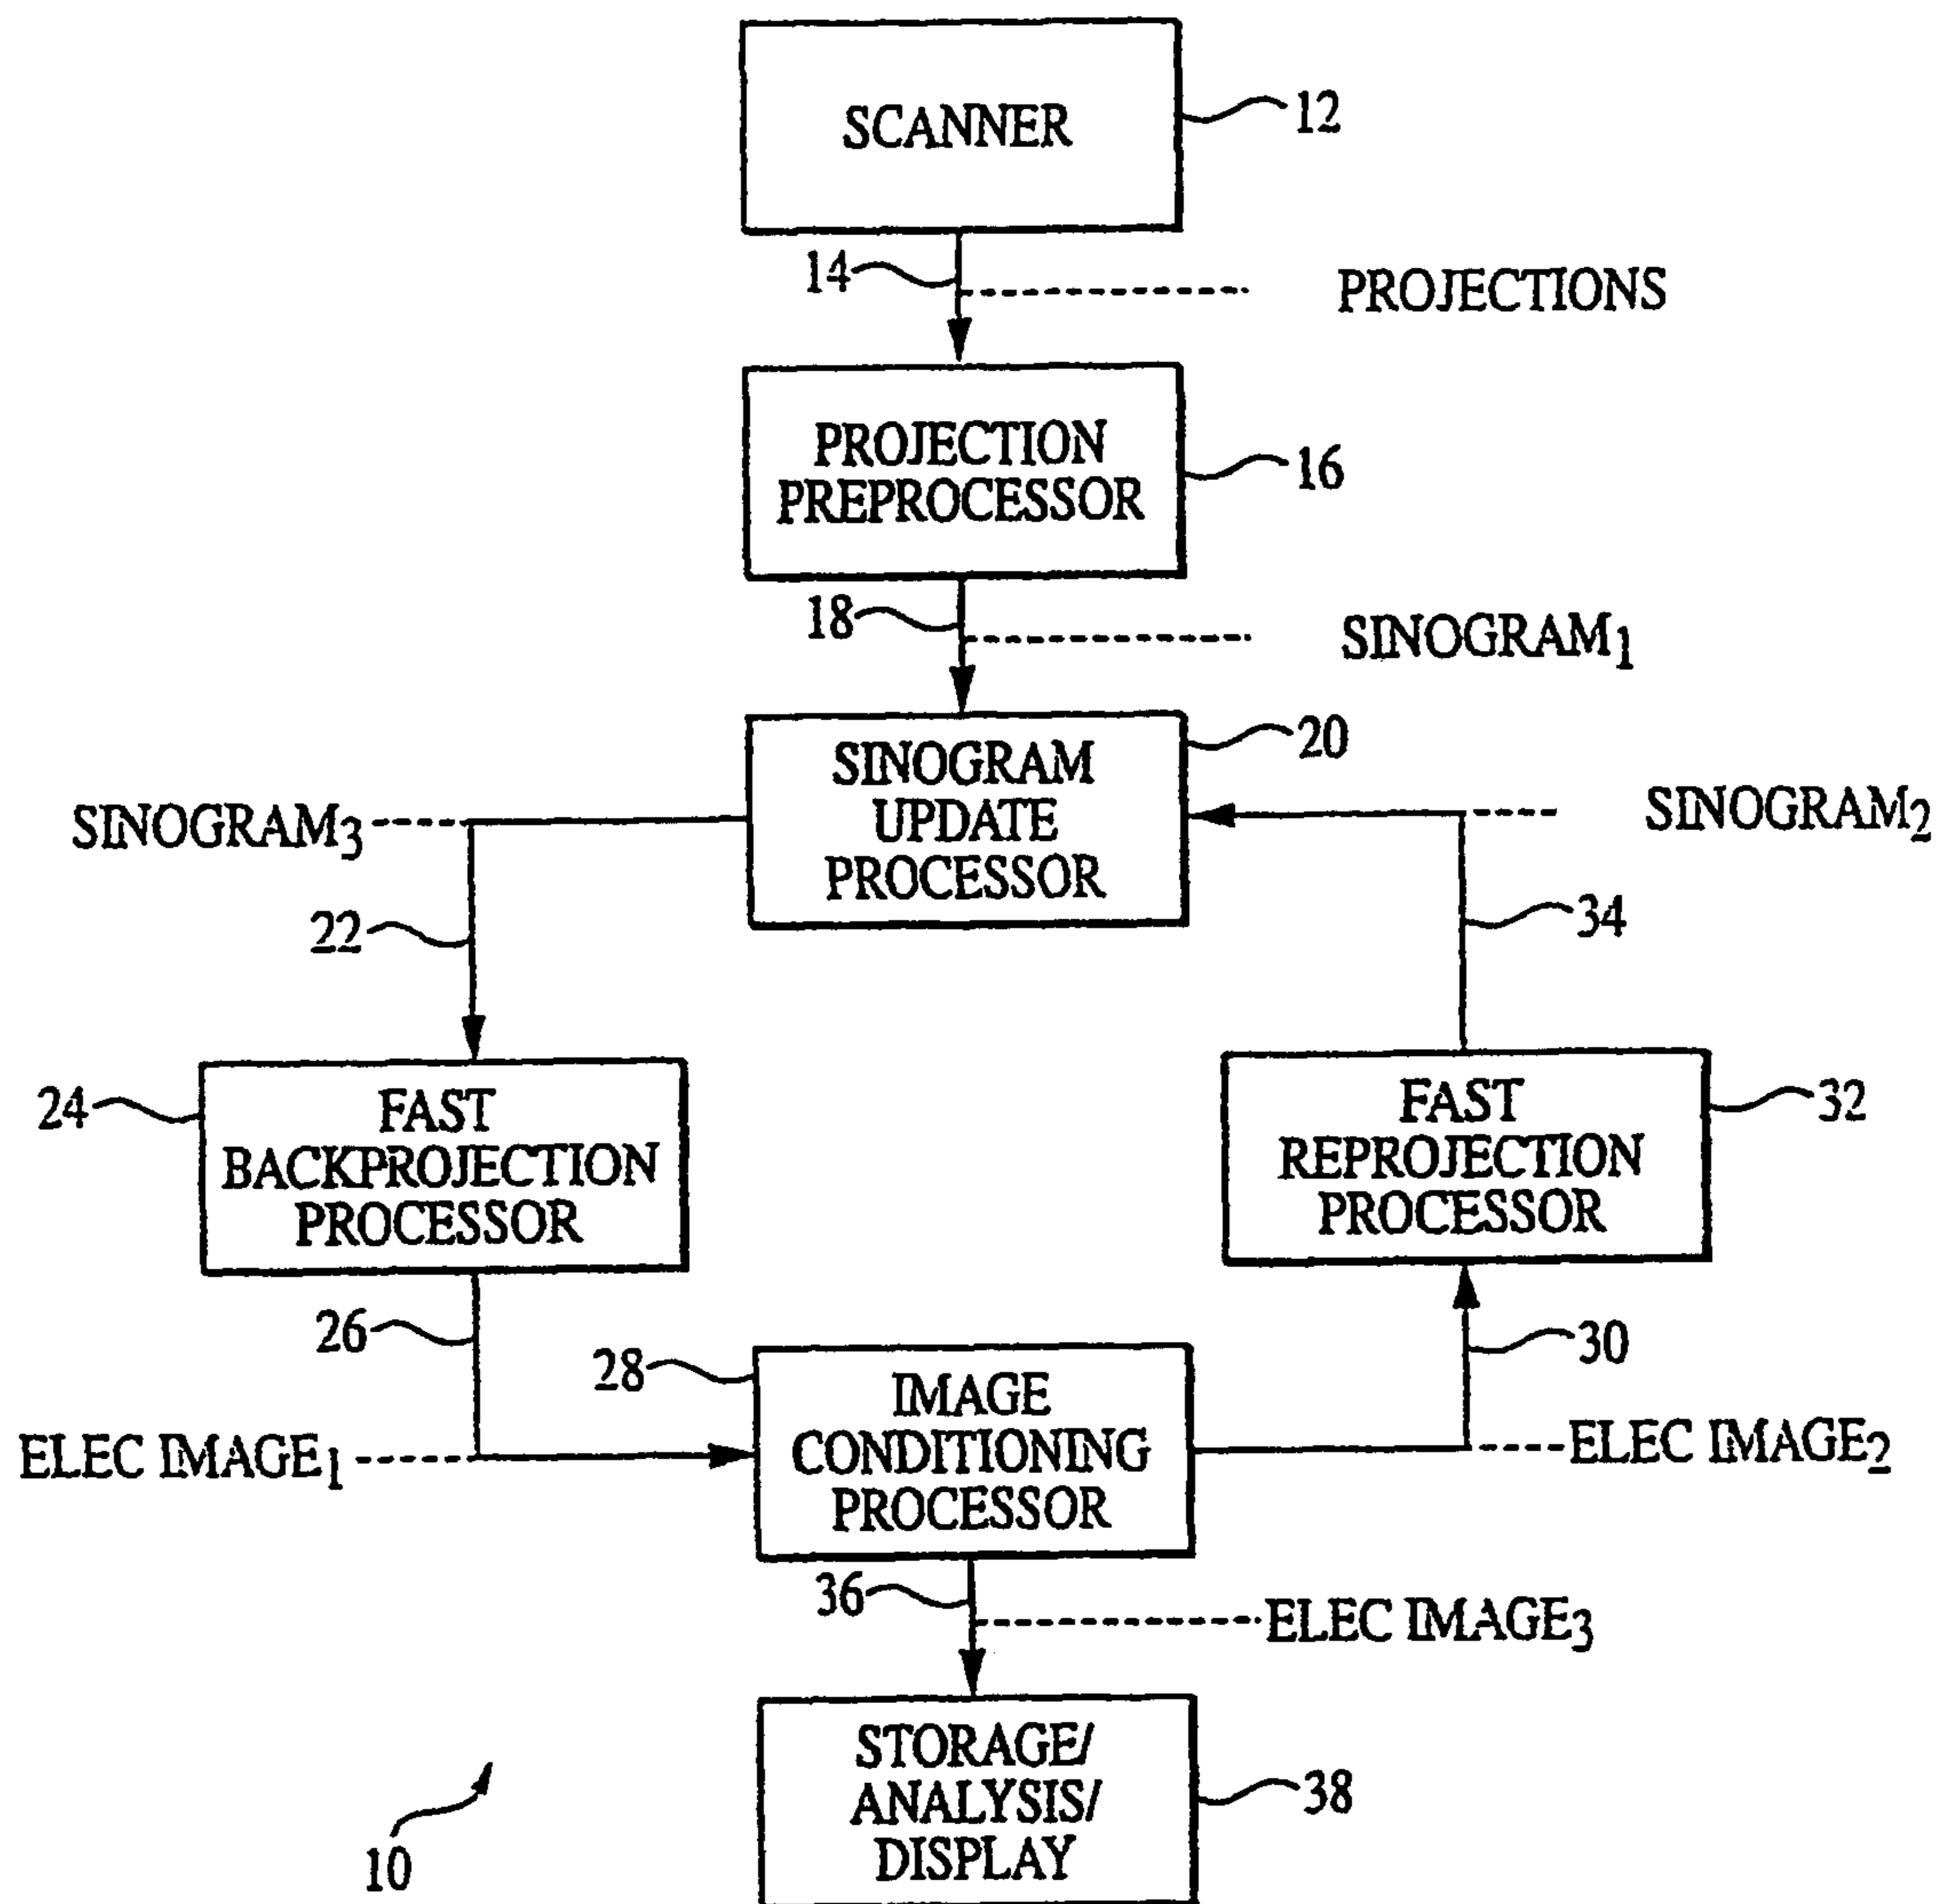 SCANNER
12
14
PROJECTIONS
PROJECTION
PREPROCESSOR
16
18
SINOGRAM1
SINOGRAM
UPDATE
PROCESSOR
20
SINOGRAM3
SINOGRAM2
22
34
FAST
BACKPROJECTION
PROCESSOR
24
FAST
REPROJECTION
PROCESSOR
32
26
28
30
IMAGE
CONDITIONING
PROCESSOR
ELEC IMAGE1
ELEC IMAGE2
36
ELEC IMAGE3
STORAGE/
ANALYSIS/
DISPLAY
38
10